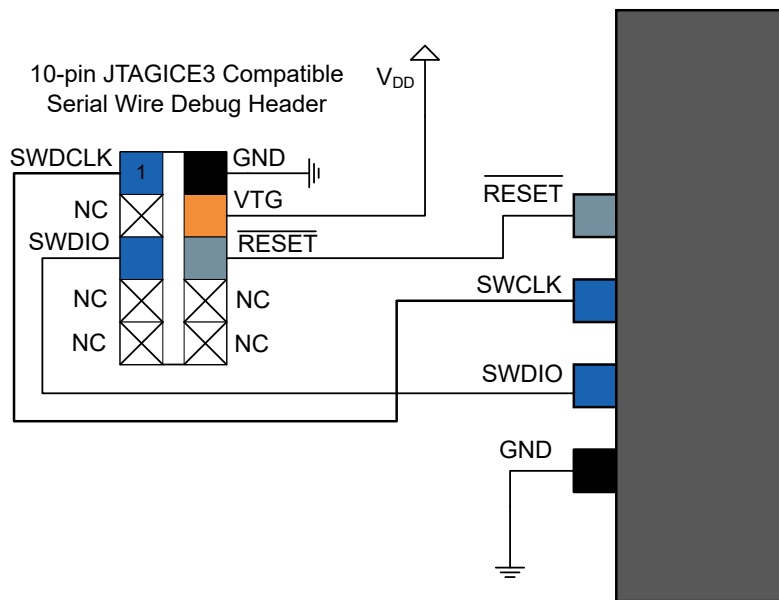 10-pin JTAGICE3 Compatible
Serial Wire Debug Header
VDD
SWDCLK
1
GND
NC
VTG
SWDIO
RESET
NC
NC
NC
NC
RESET
SWCLK
SWDIO
GND